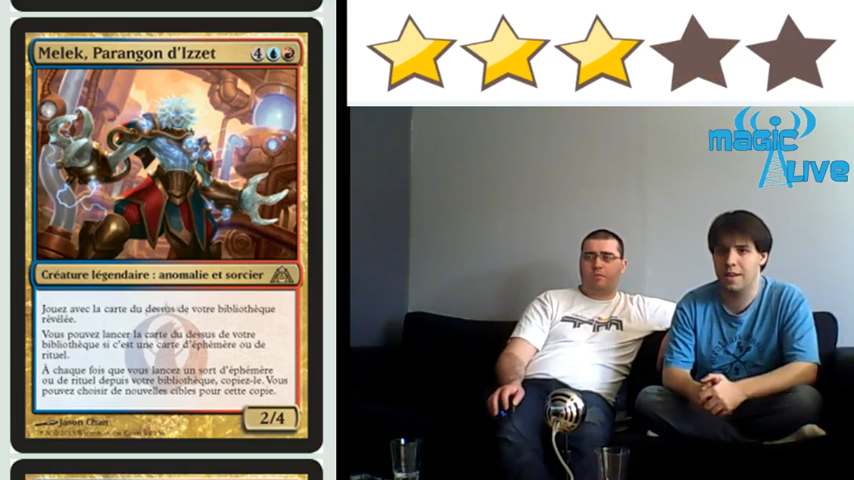 Melek, Parangon d'Izzet
4
Créature légendaire : anomalie et sorcier
Jouez avec la carte du dessus de votre bibliothèque
révélée.
Vous pouvez lancer la carte du dessus de votre
bibliothèque si c'est une carte d'éphémère ou de
rituel.
À chaque fois que vous lancez un sort d'éphémère
ou de rituel depuis votre bibliothèque, copiez-le. Vous
pouvez choisir de nouvelles cibles pour cette copie.
2/4
Jason Chan
magic
LIVE